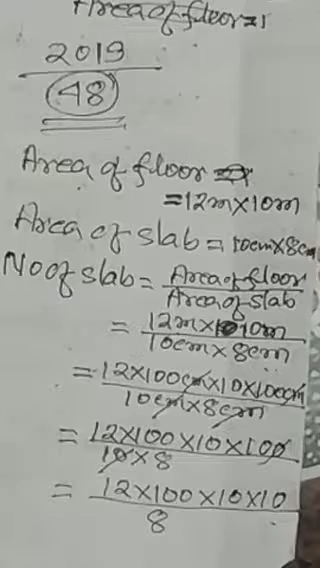 Area of floor =
2019
48
Area of floor
=12m×10m
Area of slab = 10cm×8cm
No of slab = Area of floor / Area of slab
= 12m×10m / 10cm×8cm
= 12×100cm×10×100cm / 10cm×8cm
= 12×100×10×100 / 10×8
= 12×100×10×10 / 8